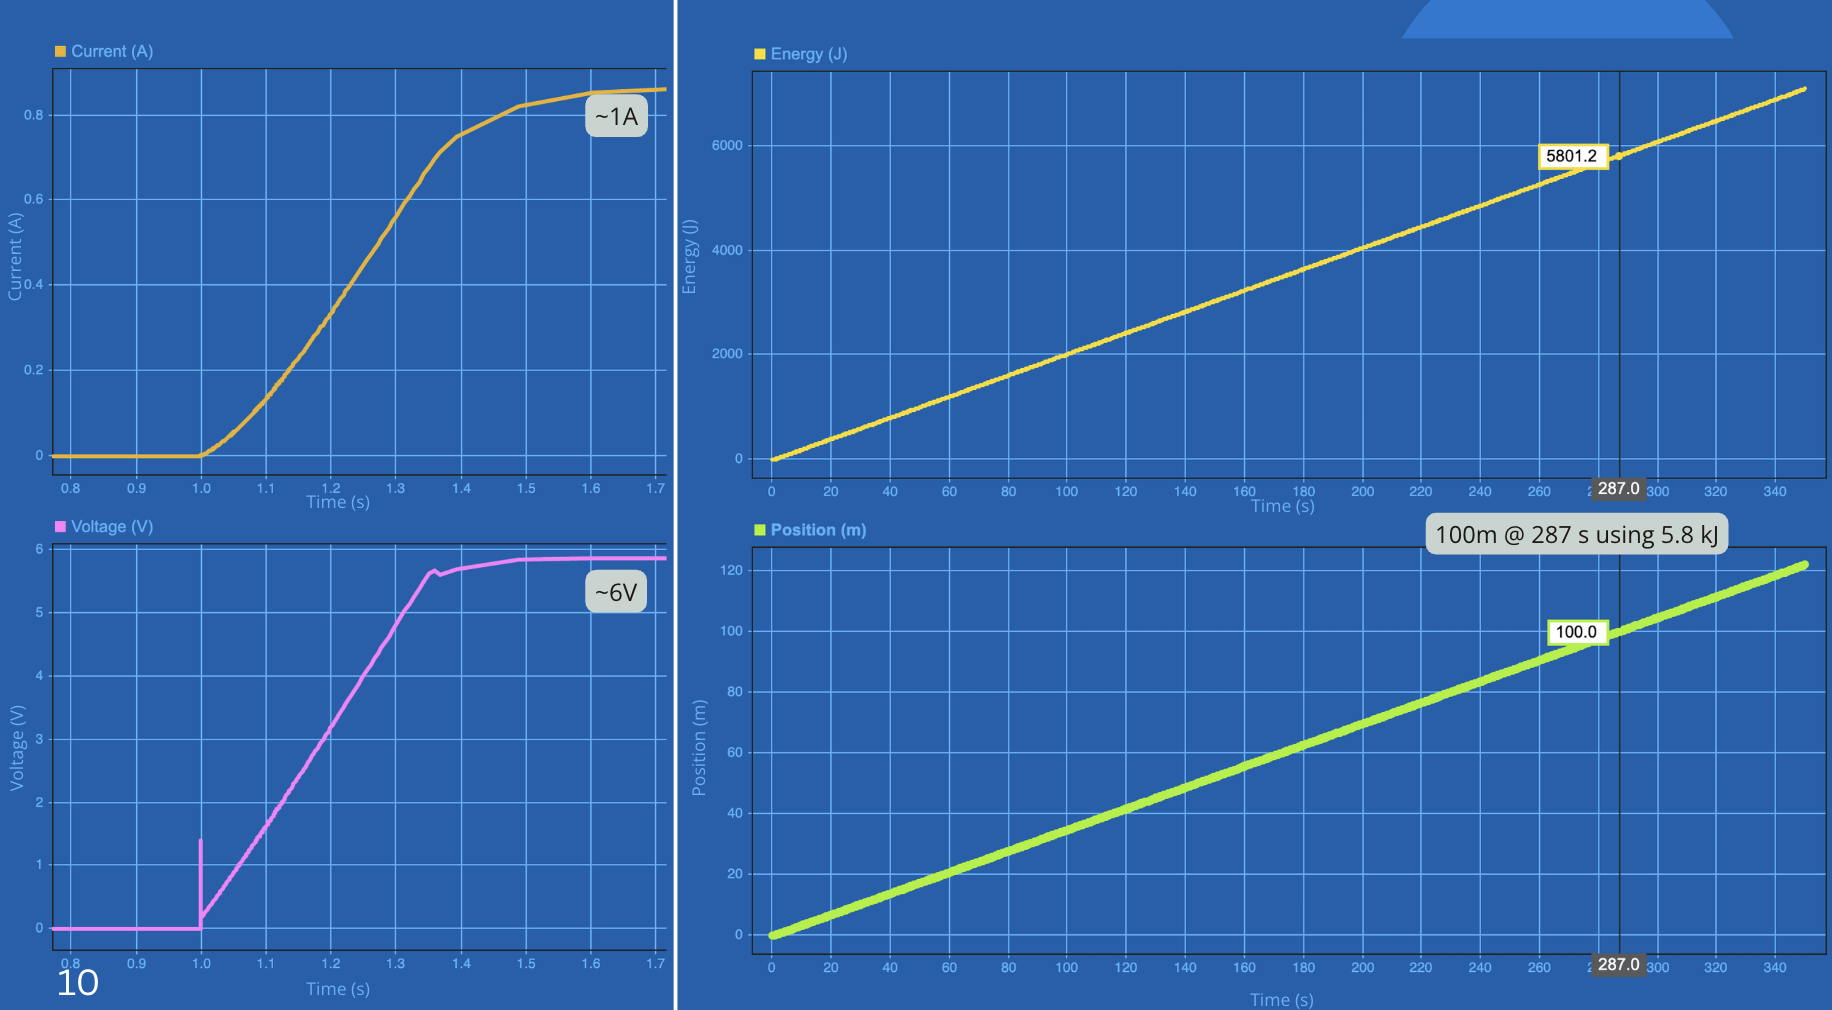 Current (A)
Current (A)
0.8
0.6
0.4
0.2
0
~1A
0.8 0.9 1.0 1.1 1.2 1.3 1.4 1.5 1.6 1.7
Time (s)
Voltage (V)
Voltage (V)
6
5
4
3
2
1
0
~6V
0.8 0.9 1.0 1.1 1.2 1.3 1.4 1.5 1.6 1.7
Time (s)
10
Energy (J)
Energy (J)
6000
4000
2000
0
5801.2
0 20 40 60 80 100 120 140 160 180 200 220 240 260 287.0 300 320 340
Time (s)
100m @ 287 s using 5.8 kJ
Position (m)
Position (m)
120
100
80
60
40
20
0
100.0
0 20 40 60 80 100 120 140 160 180 200 220 240 260 287.0 300 320 340
Time (s)